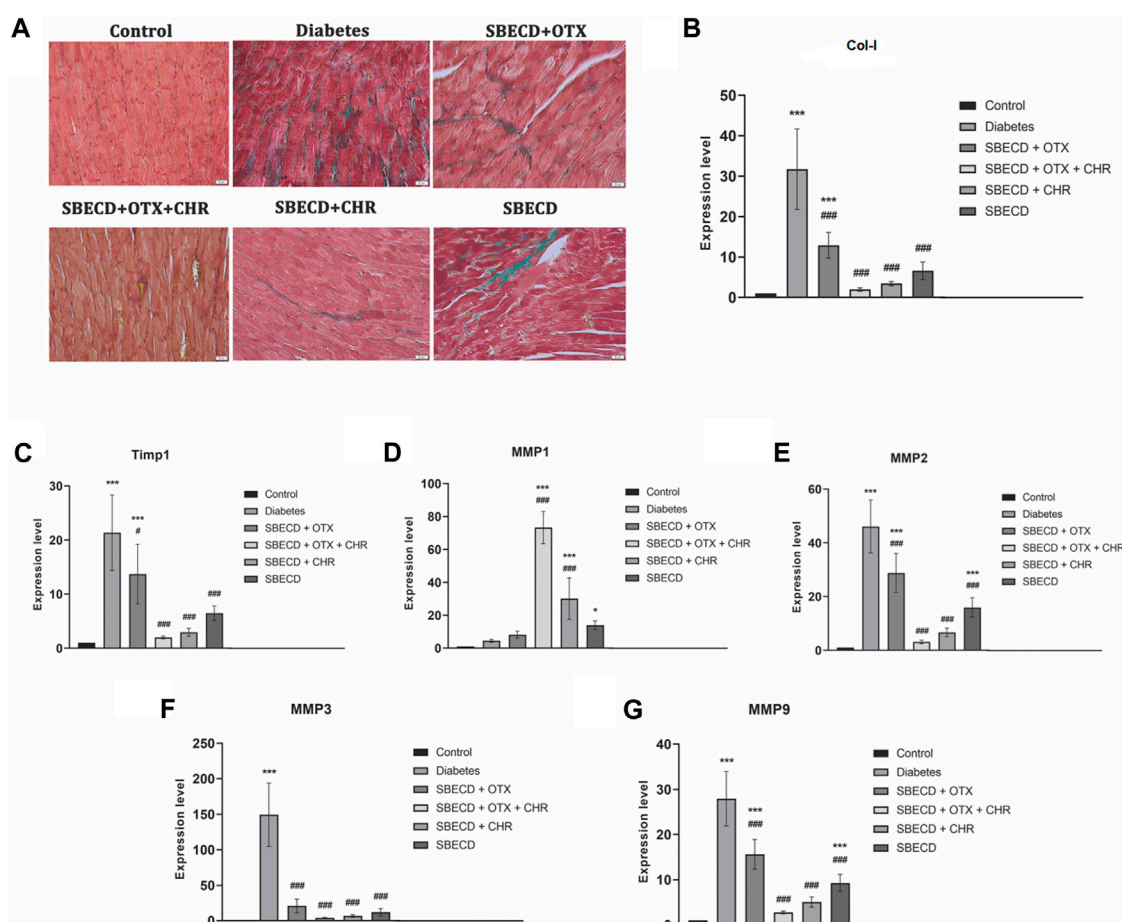 A
Control
Diabetes
SBECD+OTX
SBECD+OTX+CHR
SBECD+CHR
SBECD
B
Col-I
Expression level
50
40
30
20
10
0
***
***
###
###
###
###
Control
Diabetes
SBECD + OTX
SBECD + OTX + CHR
SBECD + CHR
SBECD
C
Timp1
Expression level
30
20
10
0
***
***
#
###
###
###
Control
Diabetes
SBECD + OTX
SBECD + OTX + CHR
SBECD + CHR
SBECD
D
MMP1
Expression level
100
80
60
40
20
0
***
###
***
###
*
Control
Diabetes
SBECD + OTX
SBECD + OTX + CHR
SBECD + CHR
SBECD
E
MMP2
Expression level
60
40
20
0
***
***
###
###
###
***
###
Control
Diabetes
SBECD + OTX
SBECD + OTX + CHR
SBECD + CHR
SBECD
F
MMP3
Expression level
250
200
150
100
50
0
***
###
###
###
###
Control
Diabetes
SBECD + OTX
SBECD + OTX + CHR
SBECD + CHR
SBECD
G
MMP9
Expression level
40
30
20
10
***
***
###
###
###
***
###
Control
Diabetes
SBECD + OTX
SBECD + OTX + CHR
SBECD + CHR
SBECD